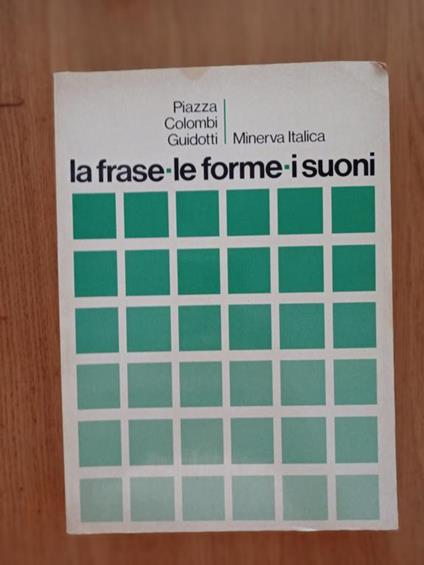 Piazza
Colombi
Guidotti
Minerva Italica
la frase·le forme·i suoni